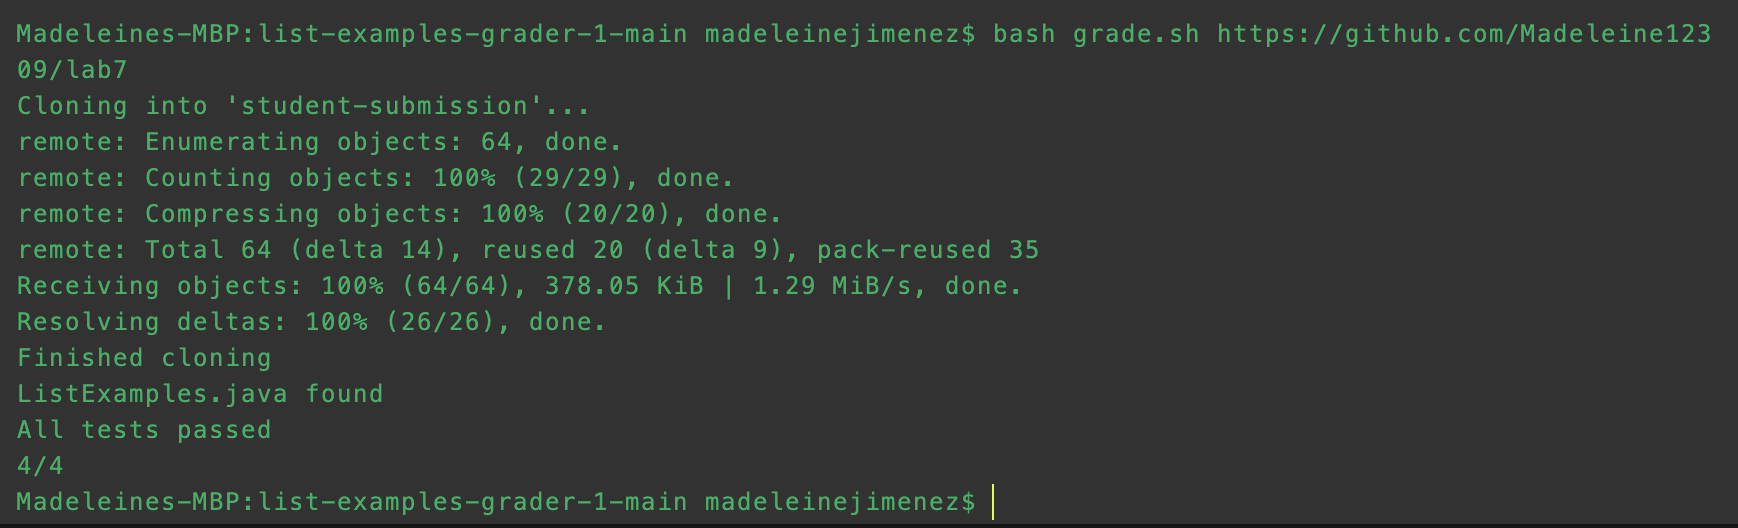 Madeleines-MBP:list-examples-grader-1-main madeleinejimenez$ bash grade.sh https://github.com/Madeleine123
09/lab7
Cloning into 'student-submission'...
remote: Enumerating objects: 64, done.
remote: Counting objects: 100% (29/29), done.
remote: Compressing objects: 100% (20/20), done.
remote: Total 64 (delta 14), reused 20 (delta 9), pack-reused 35
Receiving objects: 100% (64/64), 378.05 KiB | 1.29 MiB/s, done.
Resolving deltas: 100% (26/26), done.
Finished cloning
ListExamples.java found
All tests passed
4/4
Madeleines-MBP:list-examples-grader-1-main madeleinejimenez$